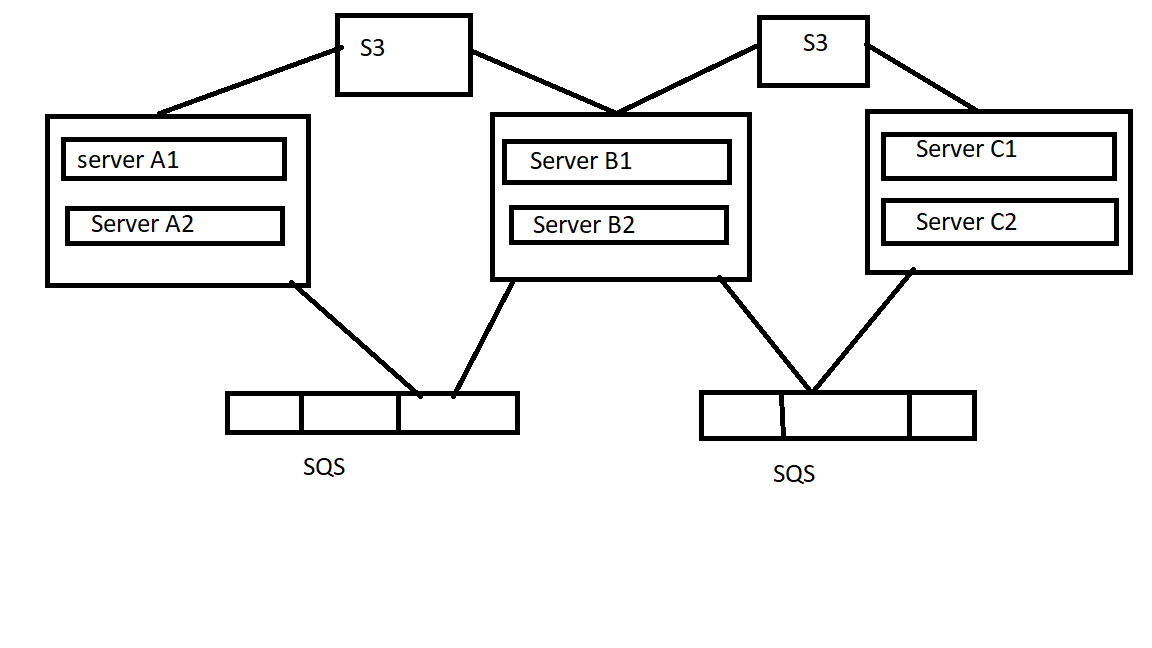 S3
S3
server A1
Server A2
Server B1
Server B2
Server C1
Server C2
SQS
SQS